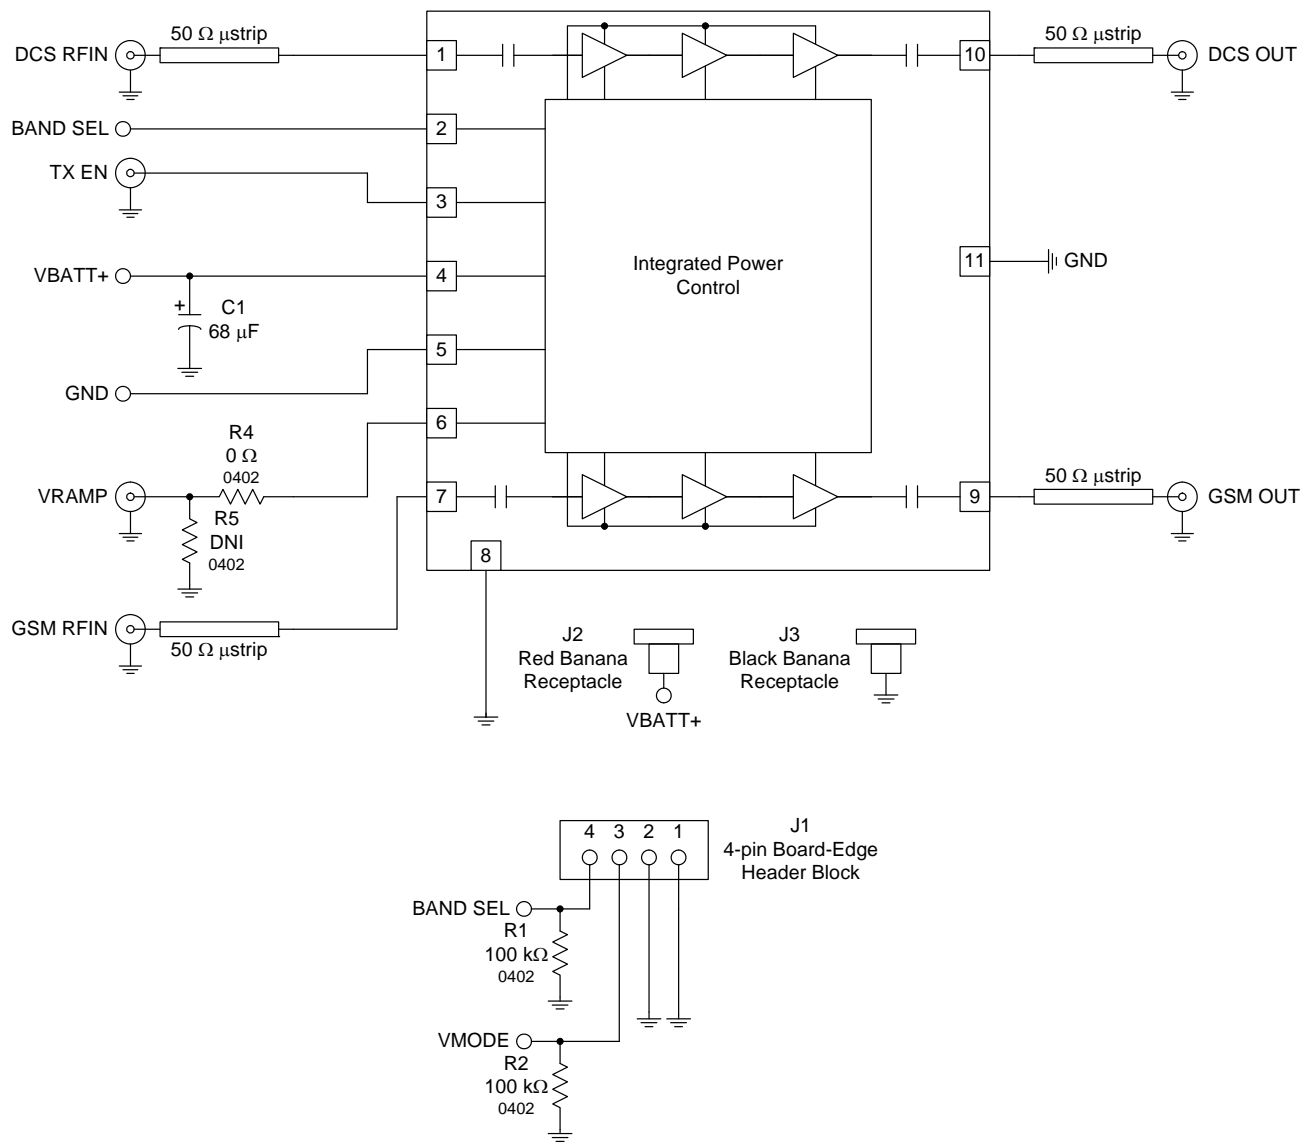 50 Ω μstrip
50 Ω μstrip
DCS RFIN
1
10
DCS OUT
BAND SEL
2
TX EN
3
VBATT+
4
Integrated Power
Control
11
GND
+
C1
68 μF
5
GND
6
R4
0 Ω
0402
VRAMP
7
9
50 Ω μstrip
GSM OUT
R5
DNI
0402
8
GSM RFIN
50 Ω μstrip
J2
Red Banana
Receptacle
VBATT+
J3
Black Banana
Receptacle
4 3 2 1
J1
4-pin Board-Edge
Header Block
BAND SEL
R1
100 kΩ
0402
VMODE
R2
100 kΩ
0402